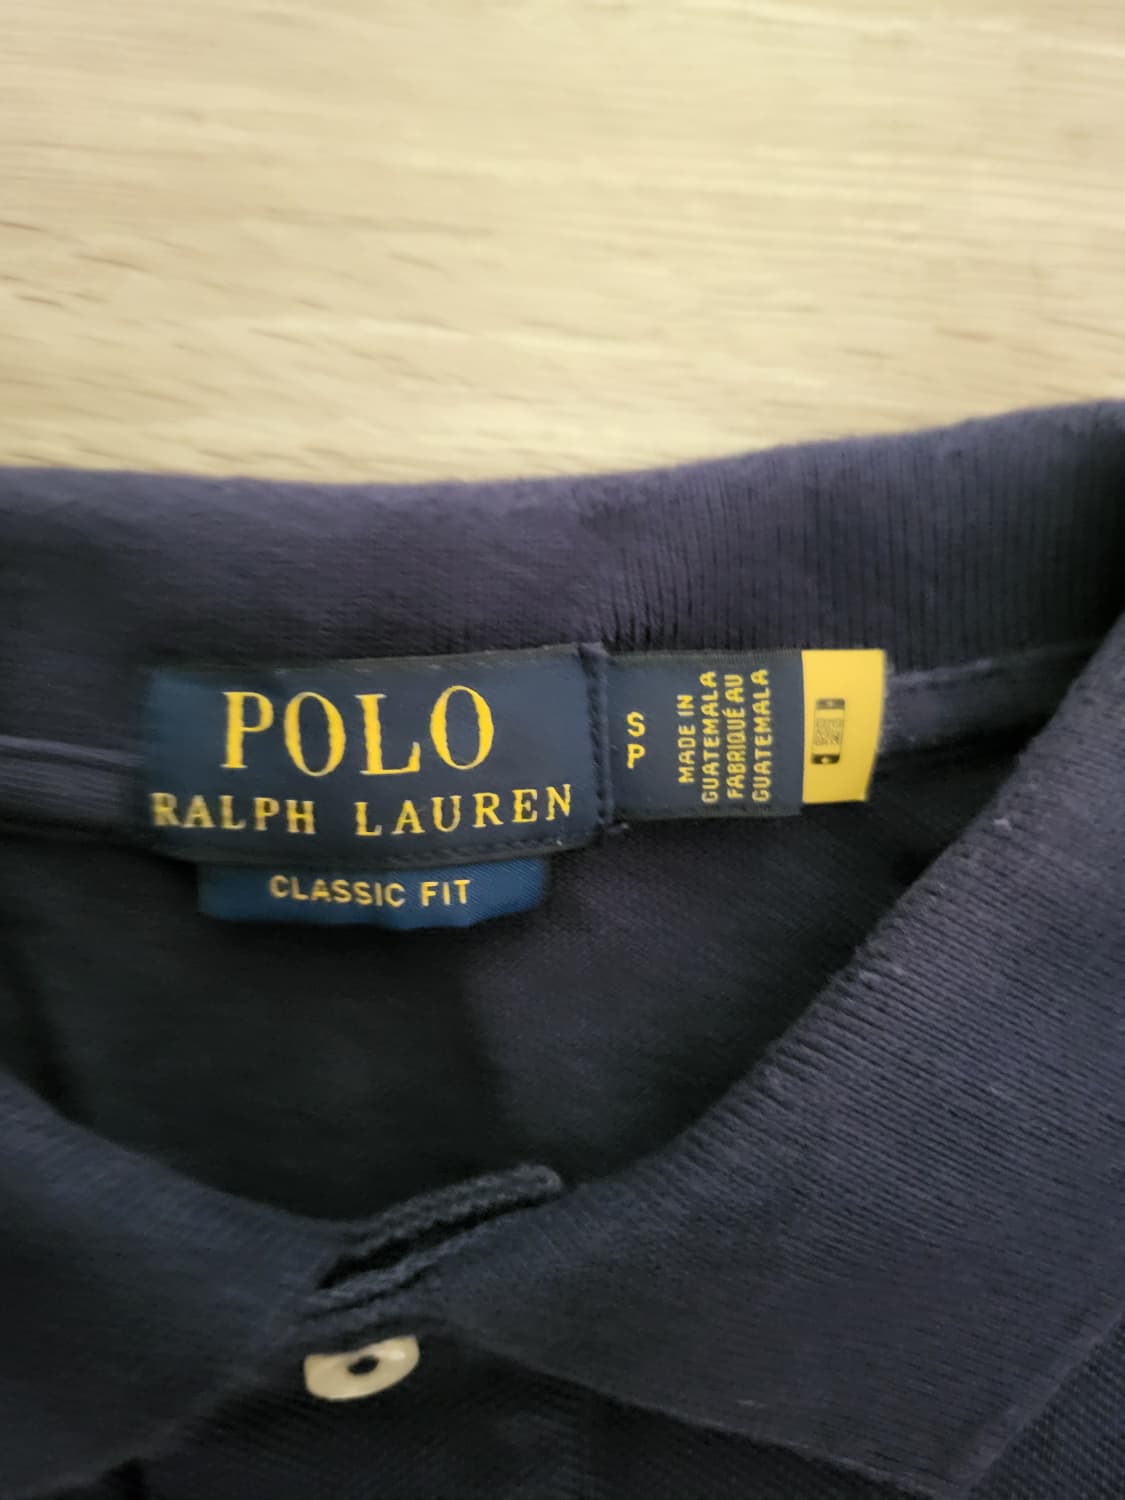 POLO
RALPH LAUREN
CLASSIC FIT
S
P
MADE IN
GUATEMALA
FABRIQUÉ AU
GUATEMALA